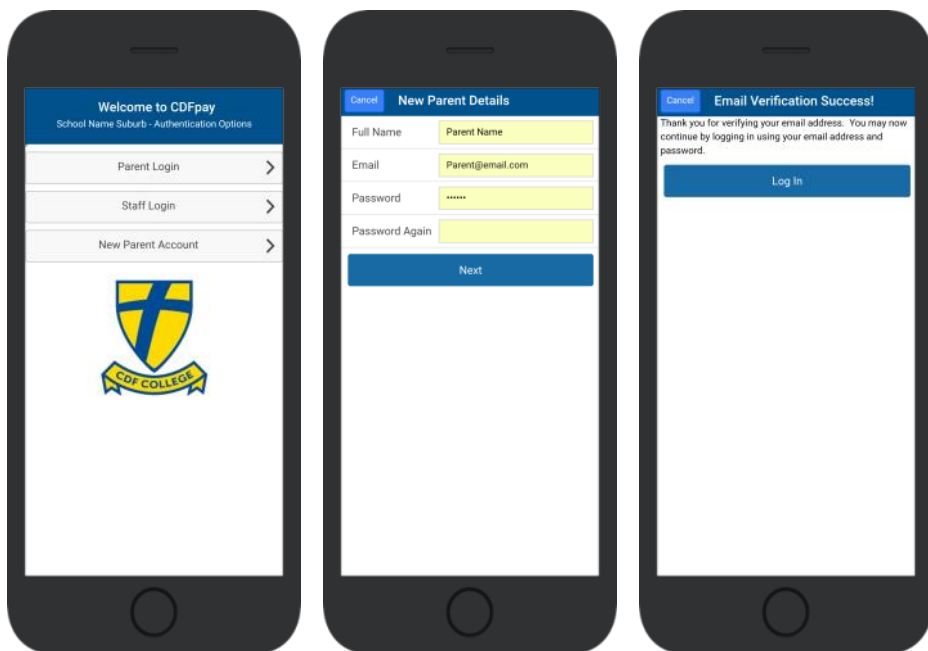 Welcome to CDFpay
School Name Suburb - Authentication Options
Parent Login
Staff Login
New Parent Account
CDF COLLEGE
Cancel New Parent Details
Full Name Parent Name
Email Parent@email.com
Password ••••••
Password Again
Next
Cancel Email Verification Success!
Thank you for verifying your email address. You may now
continue by logging in using your email address and
password.
Log In